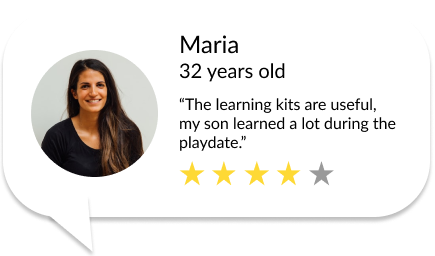 Maria
32 years old
“The learning kits are useful,
my son learned a lot during the
playdate.”